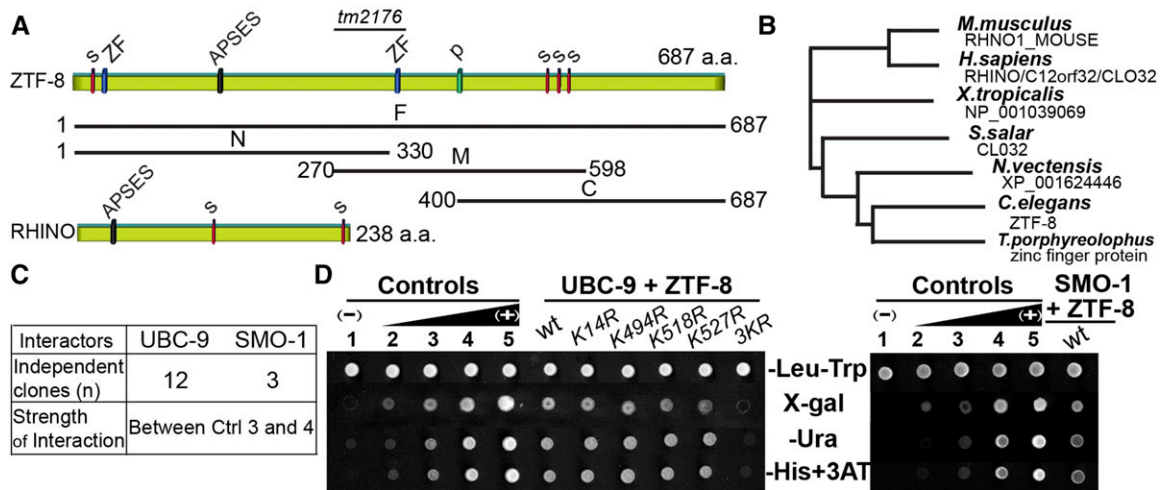 A
tm2176
s ZF APSES ZF p s s s
687 a.a.
ZTF-8
F
1 687
N
1 330
M
270 598
C
400 687
APSES s s
RHINO 238 a.a.
B
M.musculus
RHNO1_MOUSE
H.sapiens
RHINO/C12orf32/CLO32
X.tropicalis
NP_001039069
S.salar
CL032
N.vectensis
XP_001624446
C.elegans
ZTF-8
T.porphyreolophus
zinc finger protein
C
Interactors UBC-9 SMO-1
Independent
clones (n) 12 3
Strength
of Interaction Between Ctrl 3 and 4
D
Controls
(-) (+)
1 2 3 4 5
UBC-9 + ZTF-8
wt K14R K494R K518R K527R 3KR
-Leu-Trp
X-gal
-Ura
-His+3AT
Controls
(-) (+)
1 2 3 4 5
SMO-1
+ ZTF-8
wt